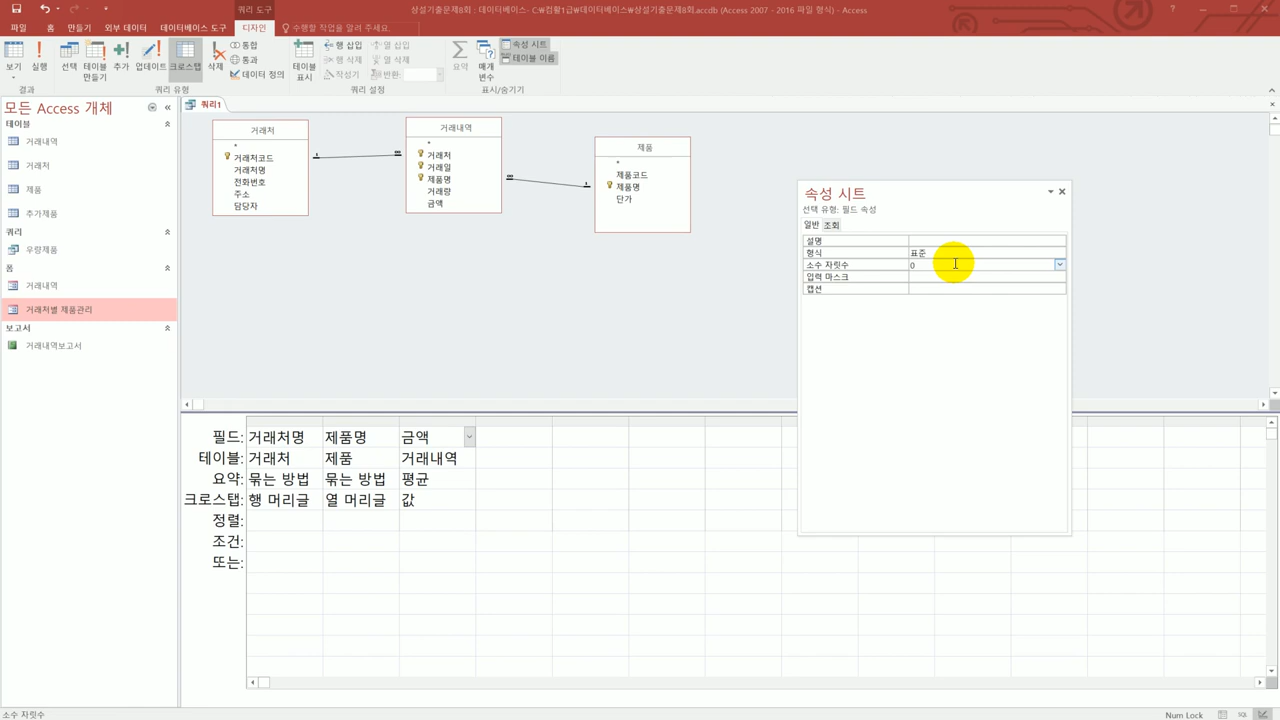 쿼리 도구
상설기출문제8회 : 데이터베이스- C:₩컴활1급₩데이터베이스₩상설기출문제8회.accdb (Access 2007 - 2016 파일 형식) - Access
파일 홈 만들기 외부 데이터 데이터베이스 도구 디자인 수행할 작업을 알려 주세요.
보기 실행 선택 테이블 만들기 추가 업데이트 크로스탭 삭제 통합 통과 데이터 정의 테이블 표시 행 삽입 행 삭제 작성기 열 삽입 열 삭제 반환: 요약 매개 변수 속성 시트 테이블 이름
결과 쿼리 유형 쿼리 설정 표시/숨기기
모든 Access 개체
테이블
거래내역
거래처
제품
추가제품
쿼리
우량제품
폼
거래내역
거래처별 제품관리
보고서
거래내역보고서
쿼리1
거래처
*
거래처코드
거래처명
전화번호
주소
담당자
거래내역
*
거래처
거래일
제품명
거래량
금액
제품
*
제품코드
제품명
단가
1 ∞
∞ 1
속성 시트
선택 유형: 필드 속성
일반 조회
설명
형식 표준
소수 자릿수 0
입력 마스크
캡션
필드: 거래처명 제품명 금액
테이블: 거래처 제품 거래내역
요약: 묶는 방법 묶는 방법 평균
크로스탭: 행 머리글 열 머리글 값
정렬:
조건:
또는:
소수 자릿수
Num Lock SQL